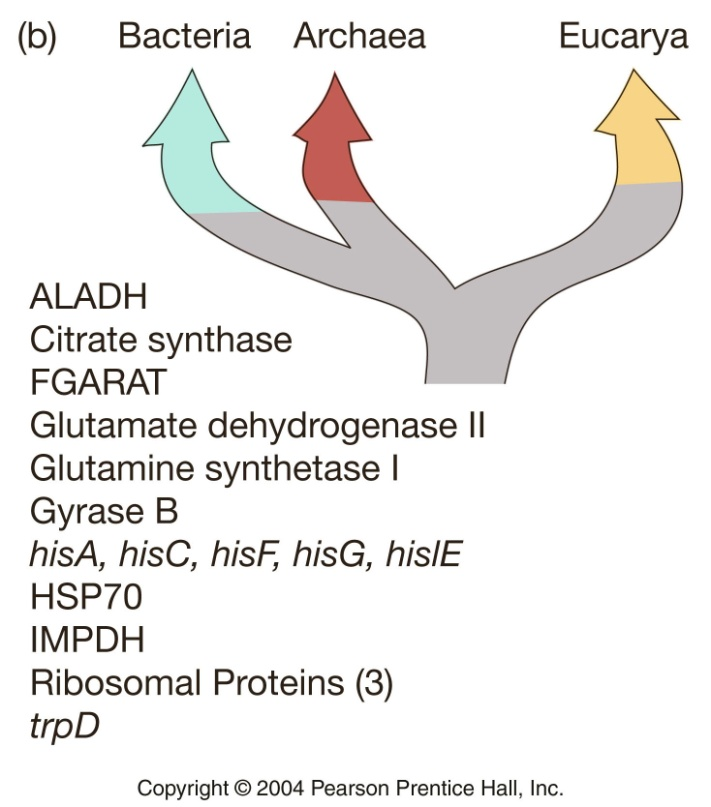 (b) Bacteria Archaea Eucarya
ALADH
Citrate synthase
FGARAT
Glutamate dehydrogenase II
Glutamine synthetase I
Gyrase B
hisA, hisC, hisF, hisG, hisIE
HSP70
IMPDH
Ribosomal Proteins (3)
trpD
Copyright © 2004 Pearson Prentice Hall, Inc.